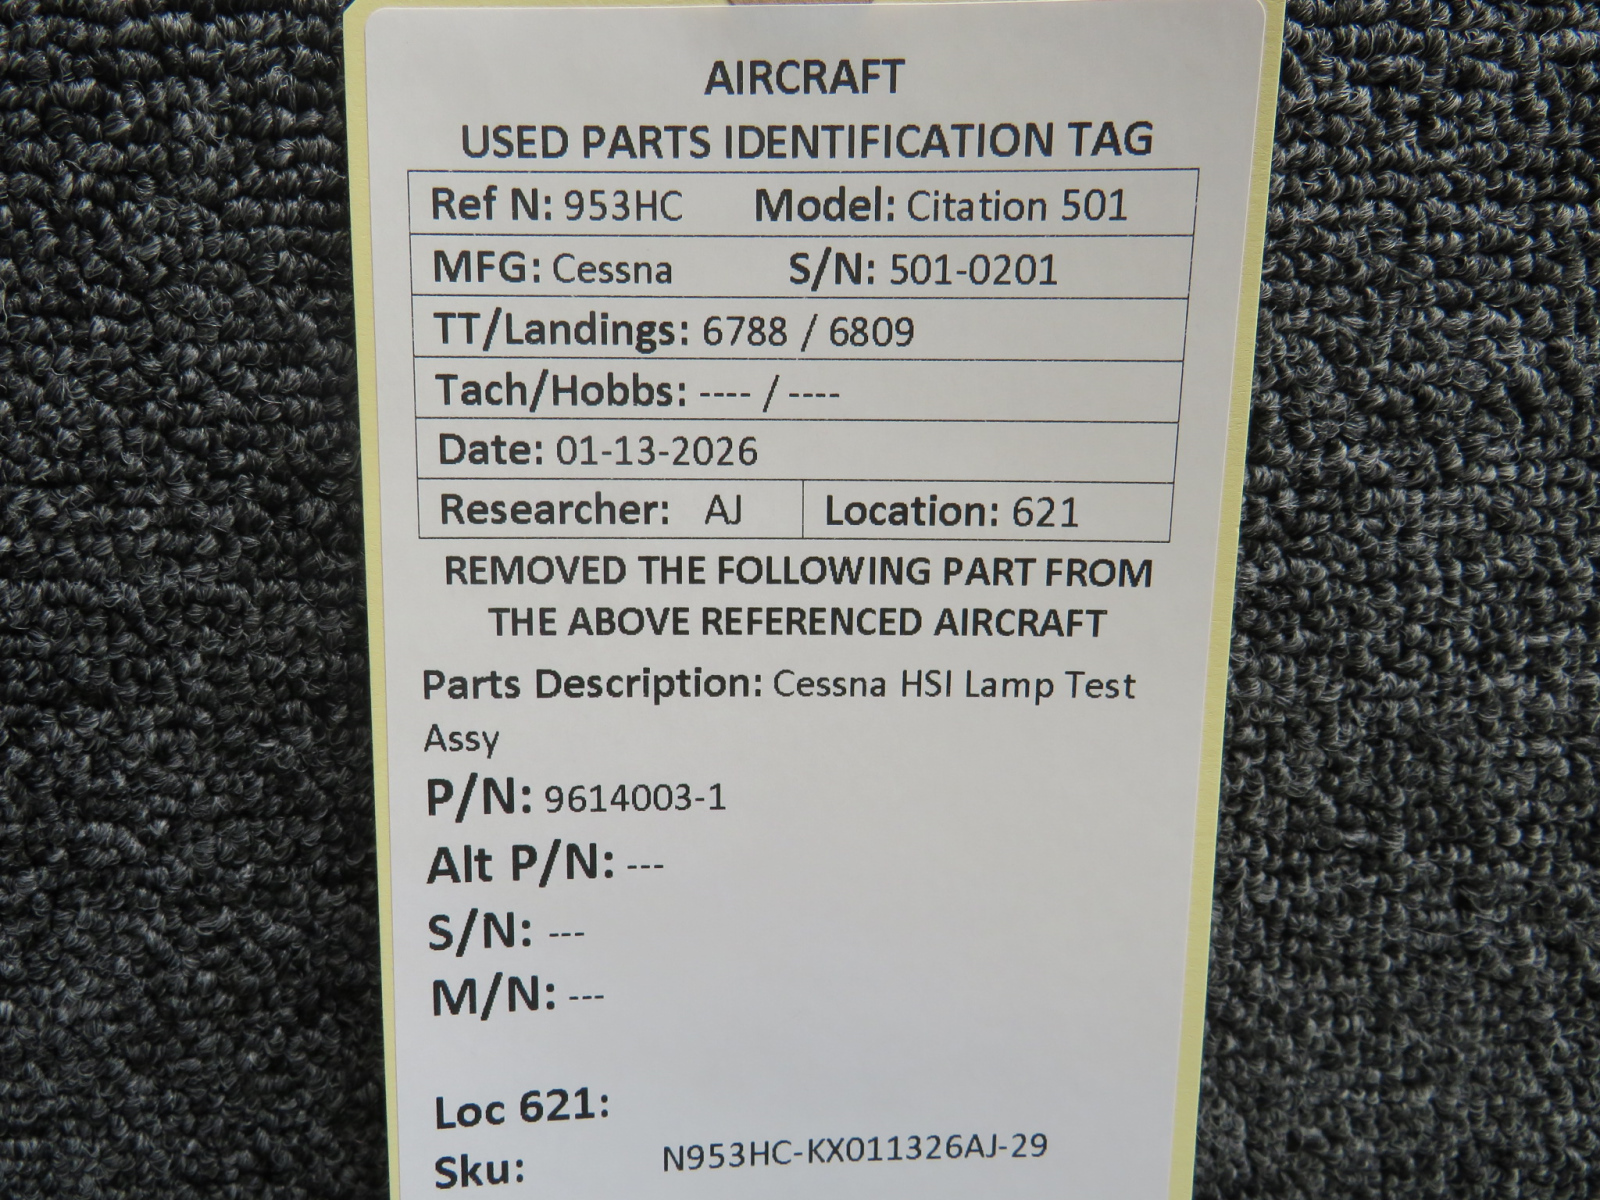 AIRCRAFT
USED PARTS IDENTIFICATION TAG
Ref N: 953HC Model: Citation 501
MFG: Cessna S/N: 501-0201
TT/Landings: 6788 / 6809
Tach/Hobbs: ---- / ----
Date: 01-13-2026
Researcher: AJ Location: 621
REMOVED THE FOLLOWING PART FROM
THE ABOVE REFERENCED AIRCRAFT
Parts Description: Cessna HSI Lamp Test
Assy
P/N: 9614003-1
Alt P/N: ---
S/N: ---
M/N: ---
Loc 621:
Sku: N953HC-KX011326AJ-29